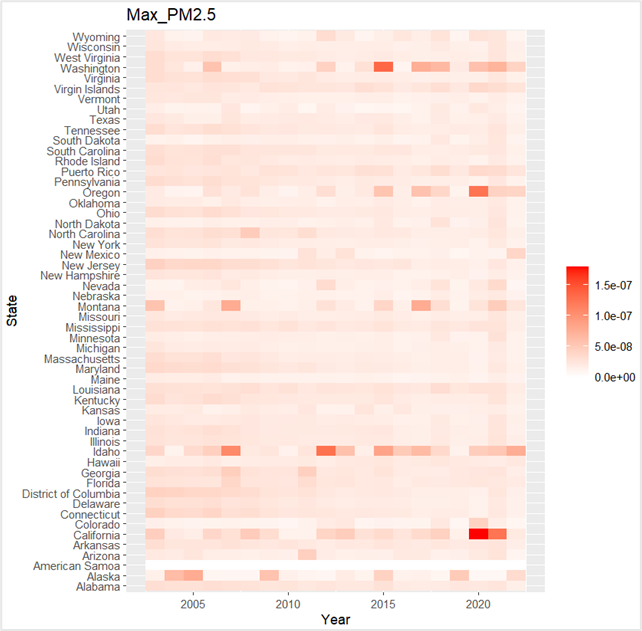 Max_PM2.5
Wyoming
Wisconsin
West Virginia
Washington
Virginia
Virgin Islands
Vermont
Utah
Texas
Tennessee
South Dakota
South Carolina
Rhode Island
Puerto Rico
Pennsylvania
Oregon
Oklahoma
Ohio
North Dakota
North Carolina
New York
New Mexico
New Jersey
New Hampshire
Nevada
Nebraska
Montana
Missouri
Mississippi
Minnesota
Michigan
Massachusetts
Maryland
Maine
Louisiana
Kentucky
Kansas
Iowa
Indiana
Illinois
Idaho
Hawaii
Georgia
Florida
District of Columbia
Delaware
Connecticut
Colorado
California
Arkansas
Arizona
American Samoa
Alaska
Alabama
State
2005 2010 2015 2020
Year
1.5e-07
1.0e-07
5.0e-08
0.0e+00